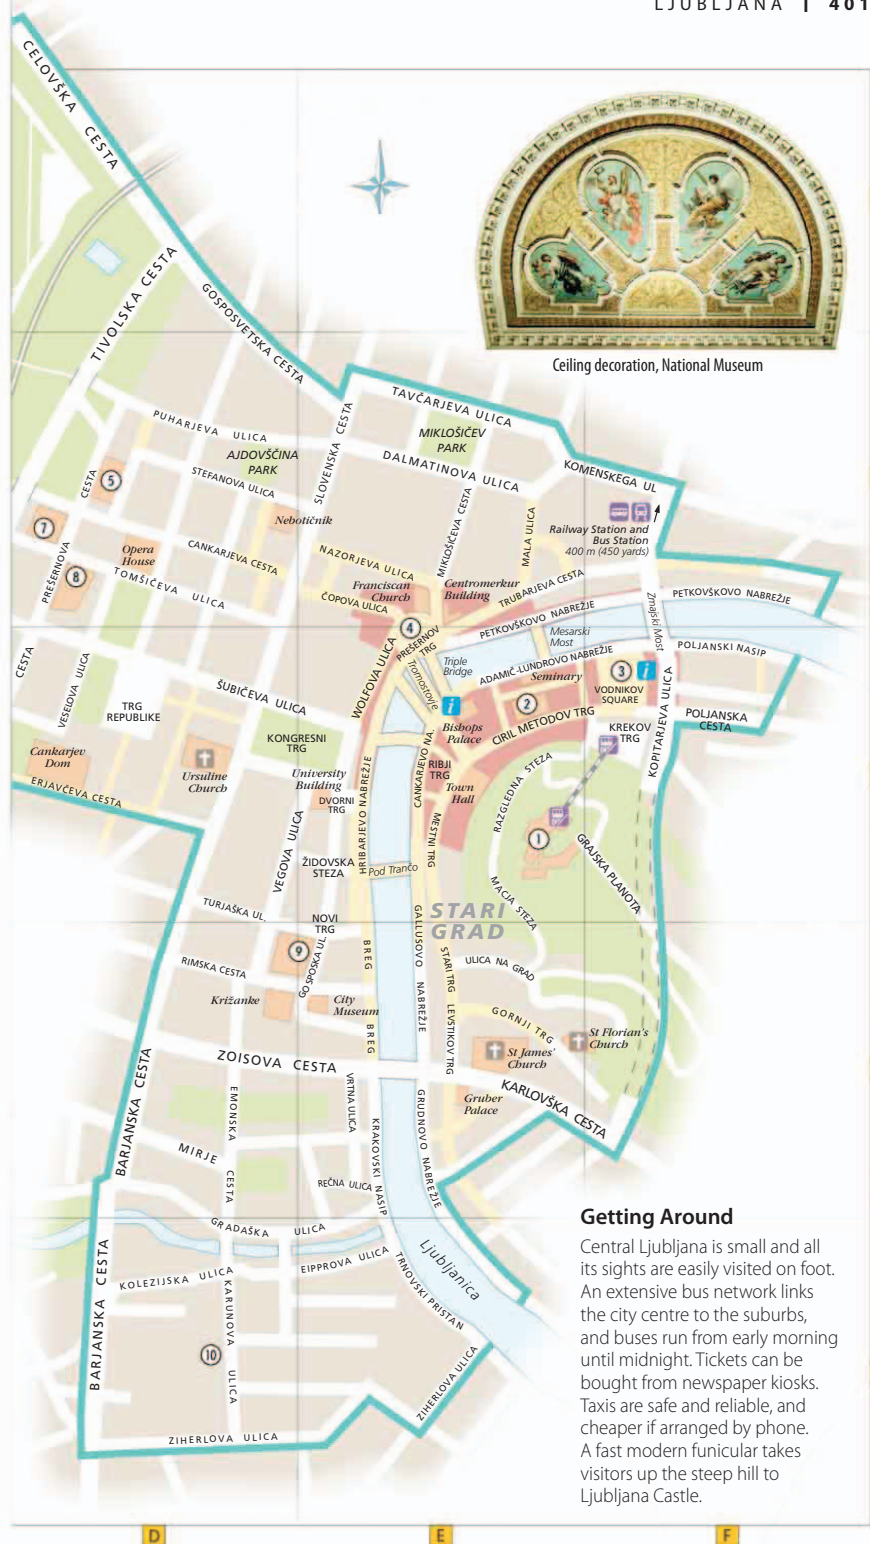 LJUBLJANA | 401
CELOVŠKA CESTA
TIVOLSKA CESTA
GOSPOSVETSKA CESTA
Ceiling decoration, National Museum
TAVČARJEVA ULICA
SLOVENSKA CESTA
MIKLOŠIČEV
PARK
PUHARJEVA ULICA
AJDOVŠČINA
PARK
DALMATINOVA ULICA
KOMENSKEGA UL
CESTA
5
STEFANOVA ULICA
MIKLOŠIČEVA CESTA
MALA ULICA
Railway Station and
Bus Station
400 m (450 yards)
7
Nebotičnik
Opera
House
CANKARJEVA CESTA
NAZORJEVA ULICA
PREŠERNOVA
8
TOMŠIČEVA ULICA
Franciscan
Church
Centromerkur
Building
TRUBARJEVA CESTA
ČOPOVA ULICA
PETKOVŠKOVO NABREŽJE
PETKOVŠKOVO NABREŽJE
Zmajski Most
4
PREŠERNOV
TRG
Mesarski
Most
POLJANSKI NASIP
CESTA
VESELOVA ULICA
WOLFOVA ULICA
Tromostovje
Triple
Bridge
ADAMIČ-LUNDROVO NABREŽJE
Seminary
3
i
VODNIKOV
SQUARE
ŠUBIČEVA ULICA
TRG
REPUBLIKE
i
2
CIRIL METODOV TRG
KOPITARJEVA ULICA
POLJANSKA
CESTA
KONGRESNI
TRG
Bishops
Palace
KREKOV
TRG
Cankarjev
Dom
Ursuline
Church
University
Building
HRIBARJEVO NABREŽJE
CANKARJEVO NA.
RIBJI
TRG
RAZGLEDNA STEZA
ERJAVČEVA CESTA
DVORNI
TRG
Town
Hall
VEGOVA ULICA
MESTNI TRG
1
GRAJSKA PLANOTA
ŽIDOVSKA
STEZA
Pod Trančo
MACJA STEZA
TURJAŠKA UL.
NOVI
TRG
GALLUSOVO NABREŽJE
STARI
GRAD
9
BREG
STARI TRG
ULICA NA GRAD
RIMSKA CESTA
GOSPOSKA UL.
Križanke
City
Museum
BREG
LEVSTIKOV TRG
GORNJI TRG
St Florian's
Church
ZOISOVA CESTA
St James'
Church
BARJANSKA CESTA
EMONSKA CESTA
VRTNA ULICA
KARLOVŠKA CESTA
Gruber
Palace
KRAKOVSKI NASIP
GRUDNOVO NABREŽJE
MIRJE
REČNA ULICA
GRADAŠKA ULICA
Ljubljanica
KOLEZIJSKA ULICA
EIPPROVA ULICA
TRNOVSKI PRISTAN
BARJANSKA CESTA
KARUNOVA ULICA
10
ZIHERLOVA ULICA
ZIHERLOVA ULICA
Getting Around
Central Ljubljana is small and all
its sights are easily visited on foot.
An extensive bus network links
the city centre to the suburbs,
and buses run from early morning
until midnight. Tickets can be
bought from newspaper kiosks.
Taxis are safe and reliable, and
cheaper if arranged by phone.
A fast modern funicular takes
visitors up the steep hill to
Ljubljana Castle.
D
E
F